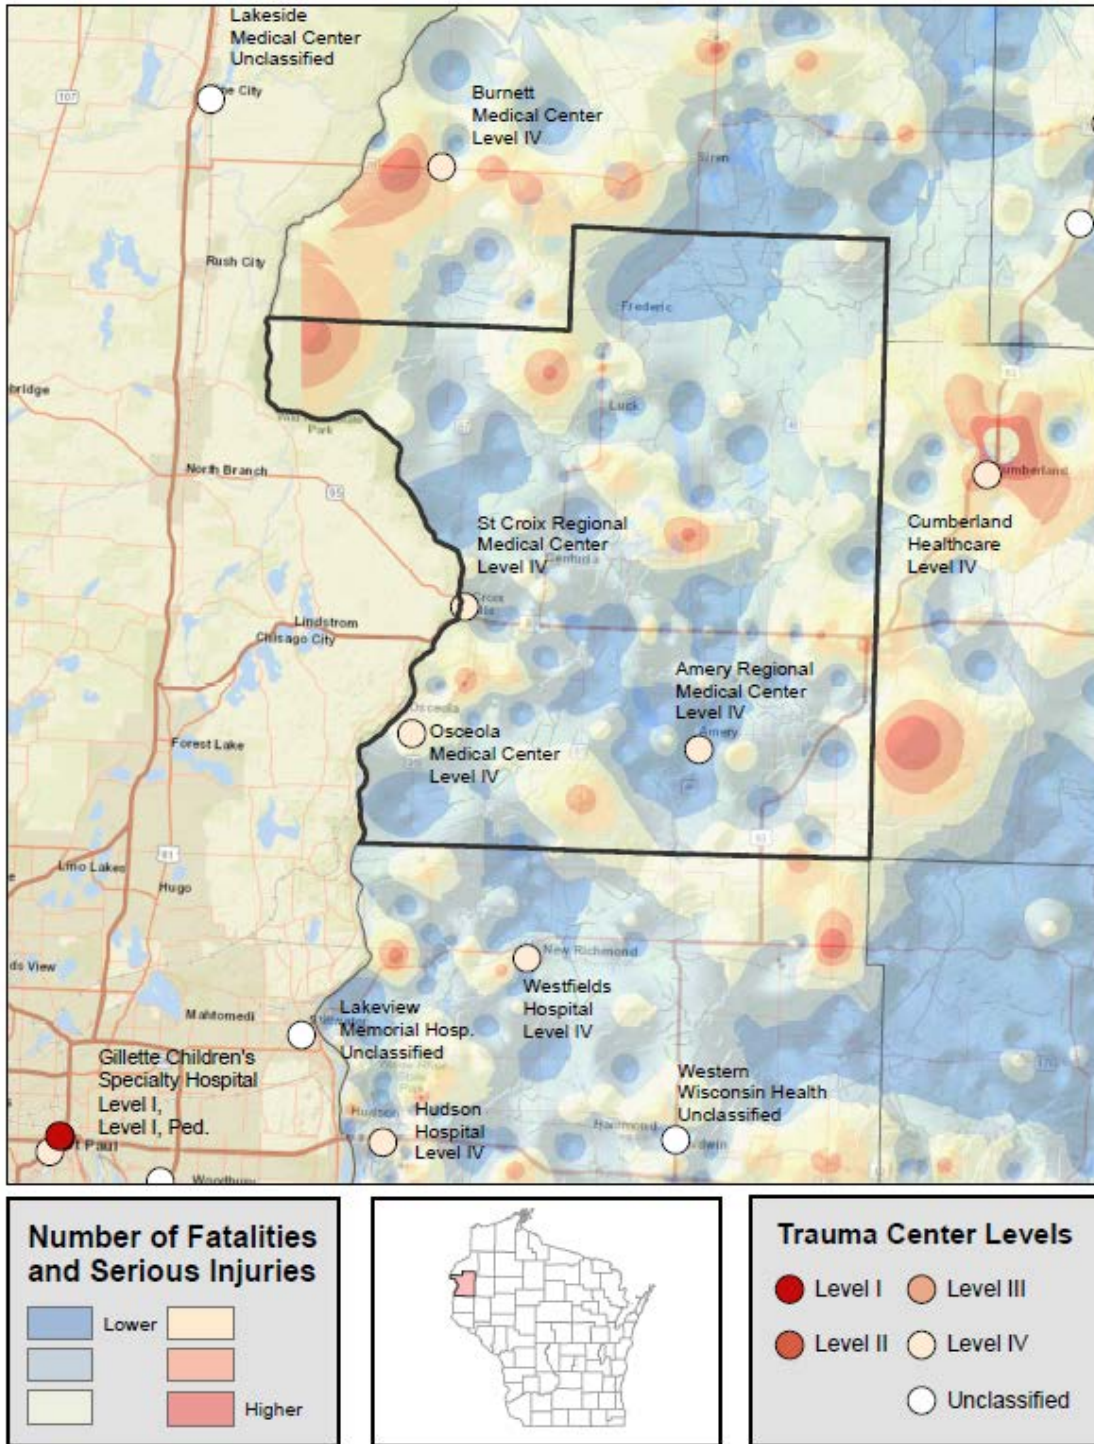 Lakeside
Medical Center
Unclassified
107
Burnett
Medical Center
Level IV
Siren
Rush City
Frederic
Luck
Park
North Branch
95
St Croix Regional
Medical Center
Level IV
Centuria
Cumberland
Healthcare
Level IV
Lindstrom
Chisago City
Amery Regional
Medical Center
Level IV
Amery
Osceola
Osceola
Medical Center
Level IV
Forest Lake
Lino Lakes
Hugo
New Richmond
Westfields
Hospital
Level IV
Mahtomedi
Lakeview
Memorial Hosp.
Unclassified
Gillette Children's
Specialty Hospital
Level I,
Level I, Ped.
Western
Wisconsin Health
Unclassified
Hudson
Hudson
Hospital
Level IV
Hammond
Woodbury
Number of Fatalities
and Serious Injuries
Lower
Higher
Trauma Center Levels
Level I
Level III
Level II
Level IV
Unclassified